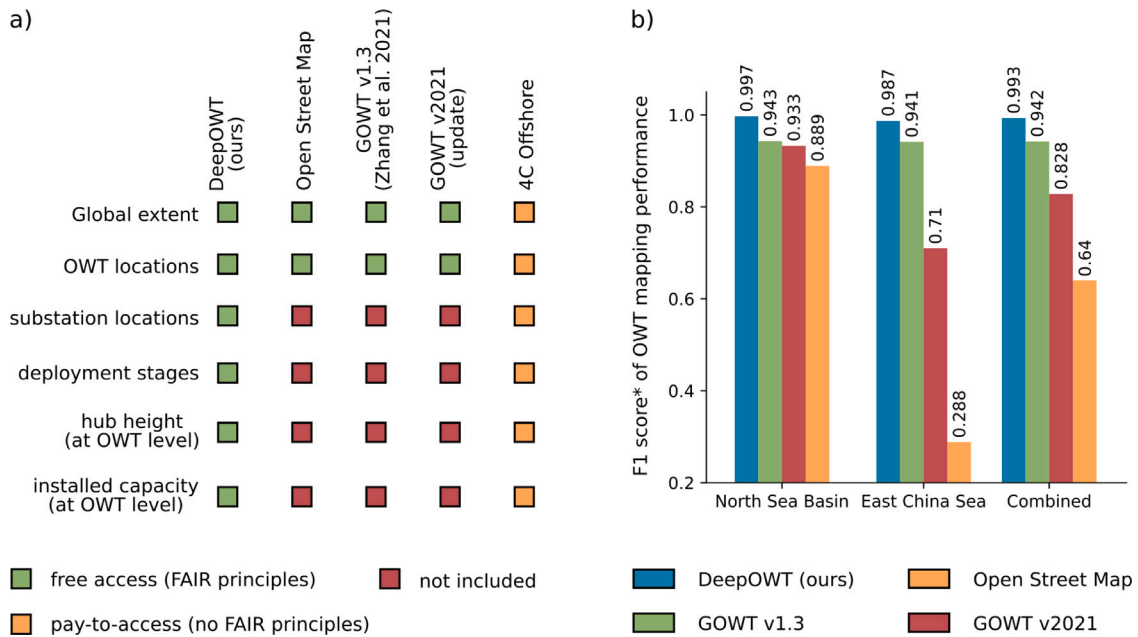 a)
DeepOWT
(ours)
Open Street Map
GOWT v1.3
(Zhang et al. 2021)
GOWT v2021
(update)
4C Offshore
Global extent
OWT locations
substation locations
deployment stages
hub height
(at OWT level)
installed capacity
(at OWT level)
free access (FAIR principles)
not included
pay-to-access (no FAIR principles)
b)
F1 score* of OWT mapping performance
1.0
0.8
0.6
0.4
0.2
0.997
0.943
0.933
0.889
0.987
0.941
0.71
0.288
0.993
0.942
0.828
0.64
North Sea Basin
East China Sea
Combined
DeepOWT (ours)
Open Street Map
GOWT v1.3
GOWT v2021